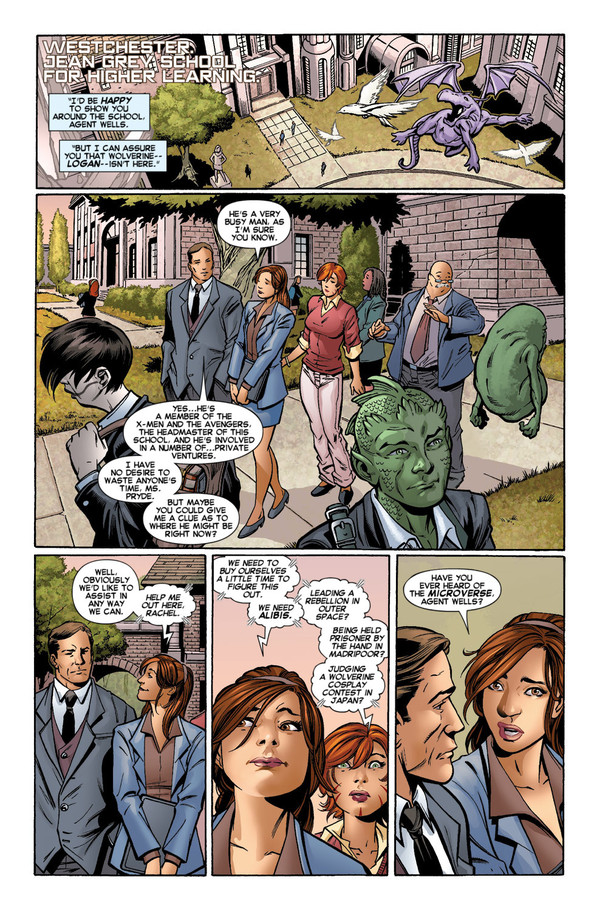 WESTCHESTER.
JEAN GREY SCHOOL
FOR HIGHER LEARNING
"I'D BE HAPPY
TO SHOW YOU
AROUND THE SCHOOL,
AGENT WELLS.
"BUT I CAN ASSURE
YOU THAT WOLVERINE--
LOGAN--ISN'T HERE."
HE'S A VERY
BUSY MAN, AS
I'M SURE
YOU KNOW.
YES...HE'S
A MEMBER OF THE
X-MEN AND THE AVENGERS,
THE HEADMASTER OF THIS
SCHOOL, AND HE'S INVOLVED
IN A NUMBER OF...PRIVATE
VENTURES.
I HAVE
NO DESIRE TO
WASTE ANYONE'S
TIME, MS.
PRYDE.
BUT MAYBE
YOU COULD GIVE
ME A CLUE AS TO
WHERE HE MIGHT BE
RIGHT NOW?
WELL,
OBVIOUSLY
WE'D LIKE TO
ASSIST IN
ANY WAY
WE CAN.
HELP ME
OUT HERE,
RACHEL.
WE NEED TO
BUY OURSELVES
A LITTLE TIME TO
FIGURE THIS
OUT.
WE NEED
ALIBIS.
LEADING A
REBELLION IN
OUTER
SPACE?
BEING HELD
PRISONER BY
THE HAND IN
MADRIPOOR?
JUDGING
A WOLVERINE
COSPLAY
CONTEST IN
JAPAN?
HAVE YOU
EVER HEARD OF
THE MICROVERSE,
AGENT WELLS?